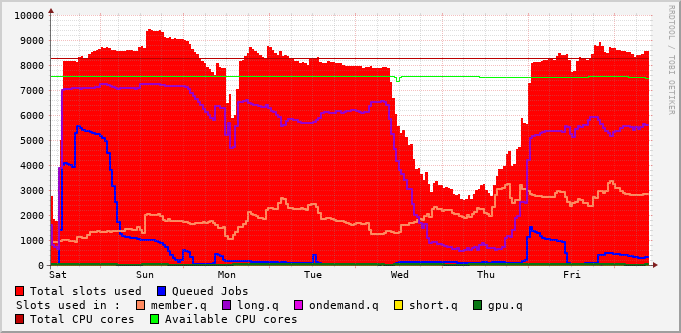 10000
9000
8000
7000
6000
5000
4000
3000
2000
1000
0
Sat Sun Mon Tue Wed Thu Fri
RRDTOOL / TOBI OETIKER
Total slots used Queued Jobs
Slots used in : member.q long.q ondemand.q short.q gpu.q
Total CPU cores Available CPU cores